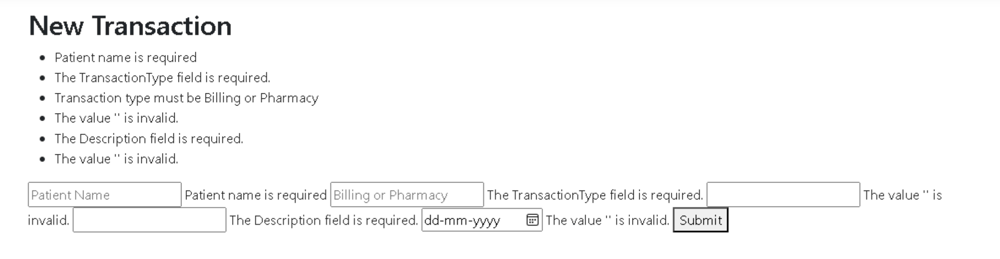 New Transaction
Patient name is required
The TransactionType field is required.
Transaction type must be Billing or Pharmacy
The value '' is invalid.
The Description field is required.
The value '' is invalid.
Patient Name Patient name is required Billing or Pharmacy The TransactionType field is required. The value '' is
invalid. The Description field is required. dd-mm-yyyy The value '' is invalid. Submit